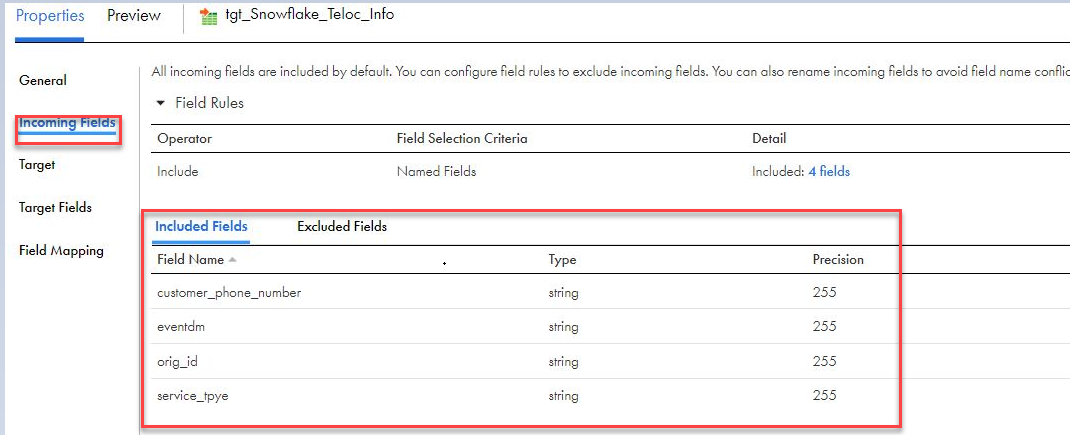 Properties Preview tgt_Snowflake_Teloc_Info
General
Incoming Fields
Target
Target Fields
Field Mapping
All incoming fields are included by default. You can configure field rules to exclude incoming fields. You can also rename incoming fields to avoid field name conflic
Field Rules
Operator Field Selection Criteria Detail
Include Named Fields Included: 4 fields
Included Fields Excluded Fields
Field Name Type Precision
customer_phone_number string 255
eventdm string 255
orig_id string 255
service_tpye string 255